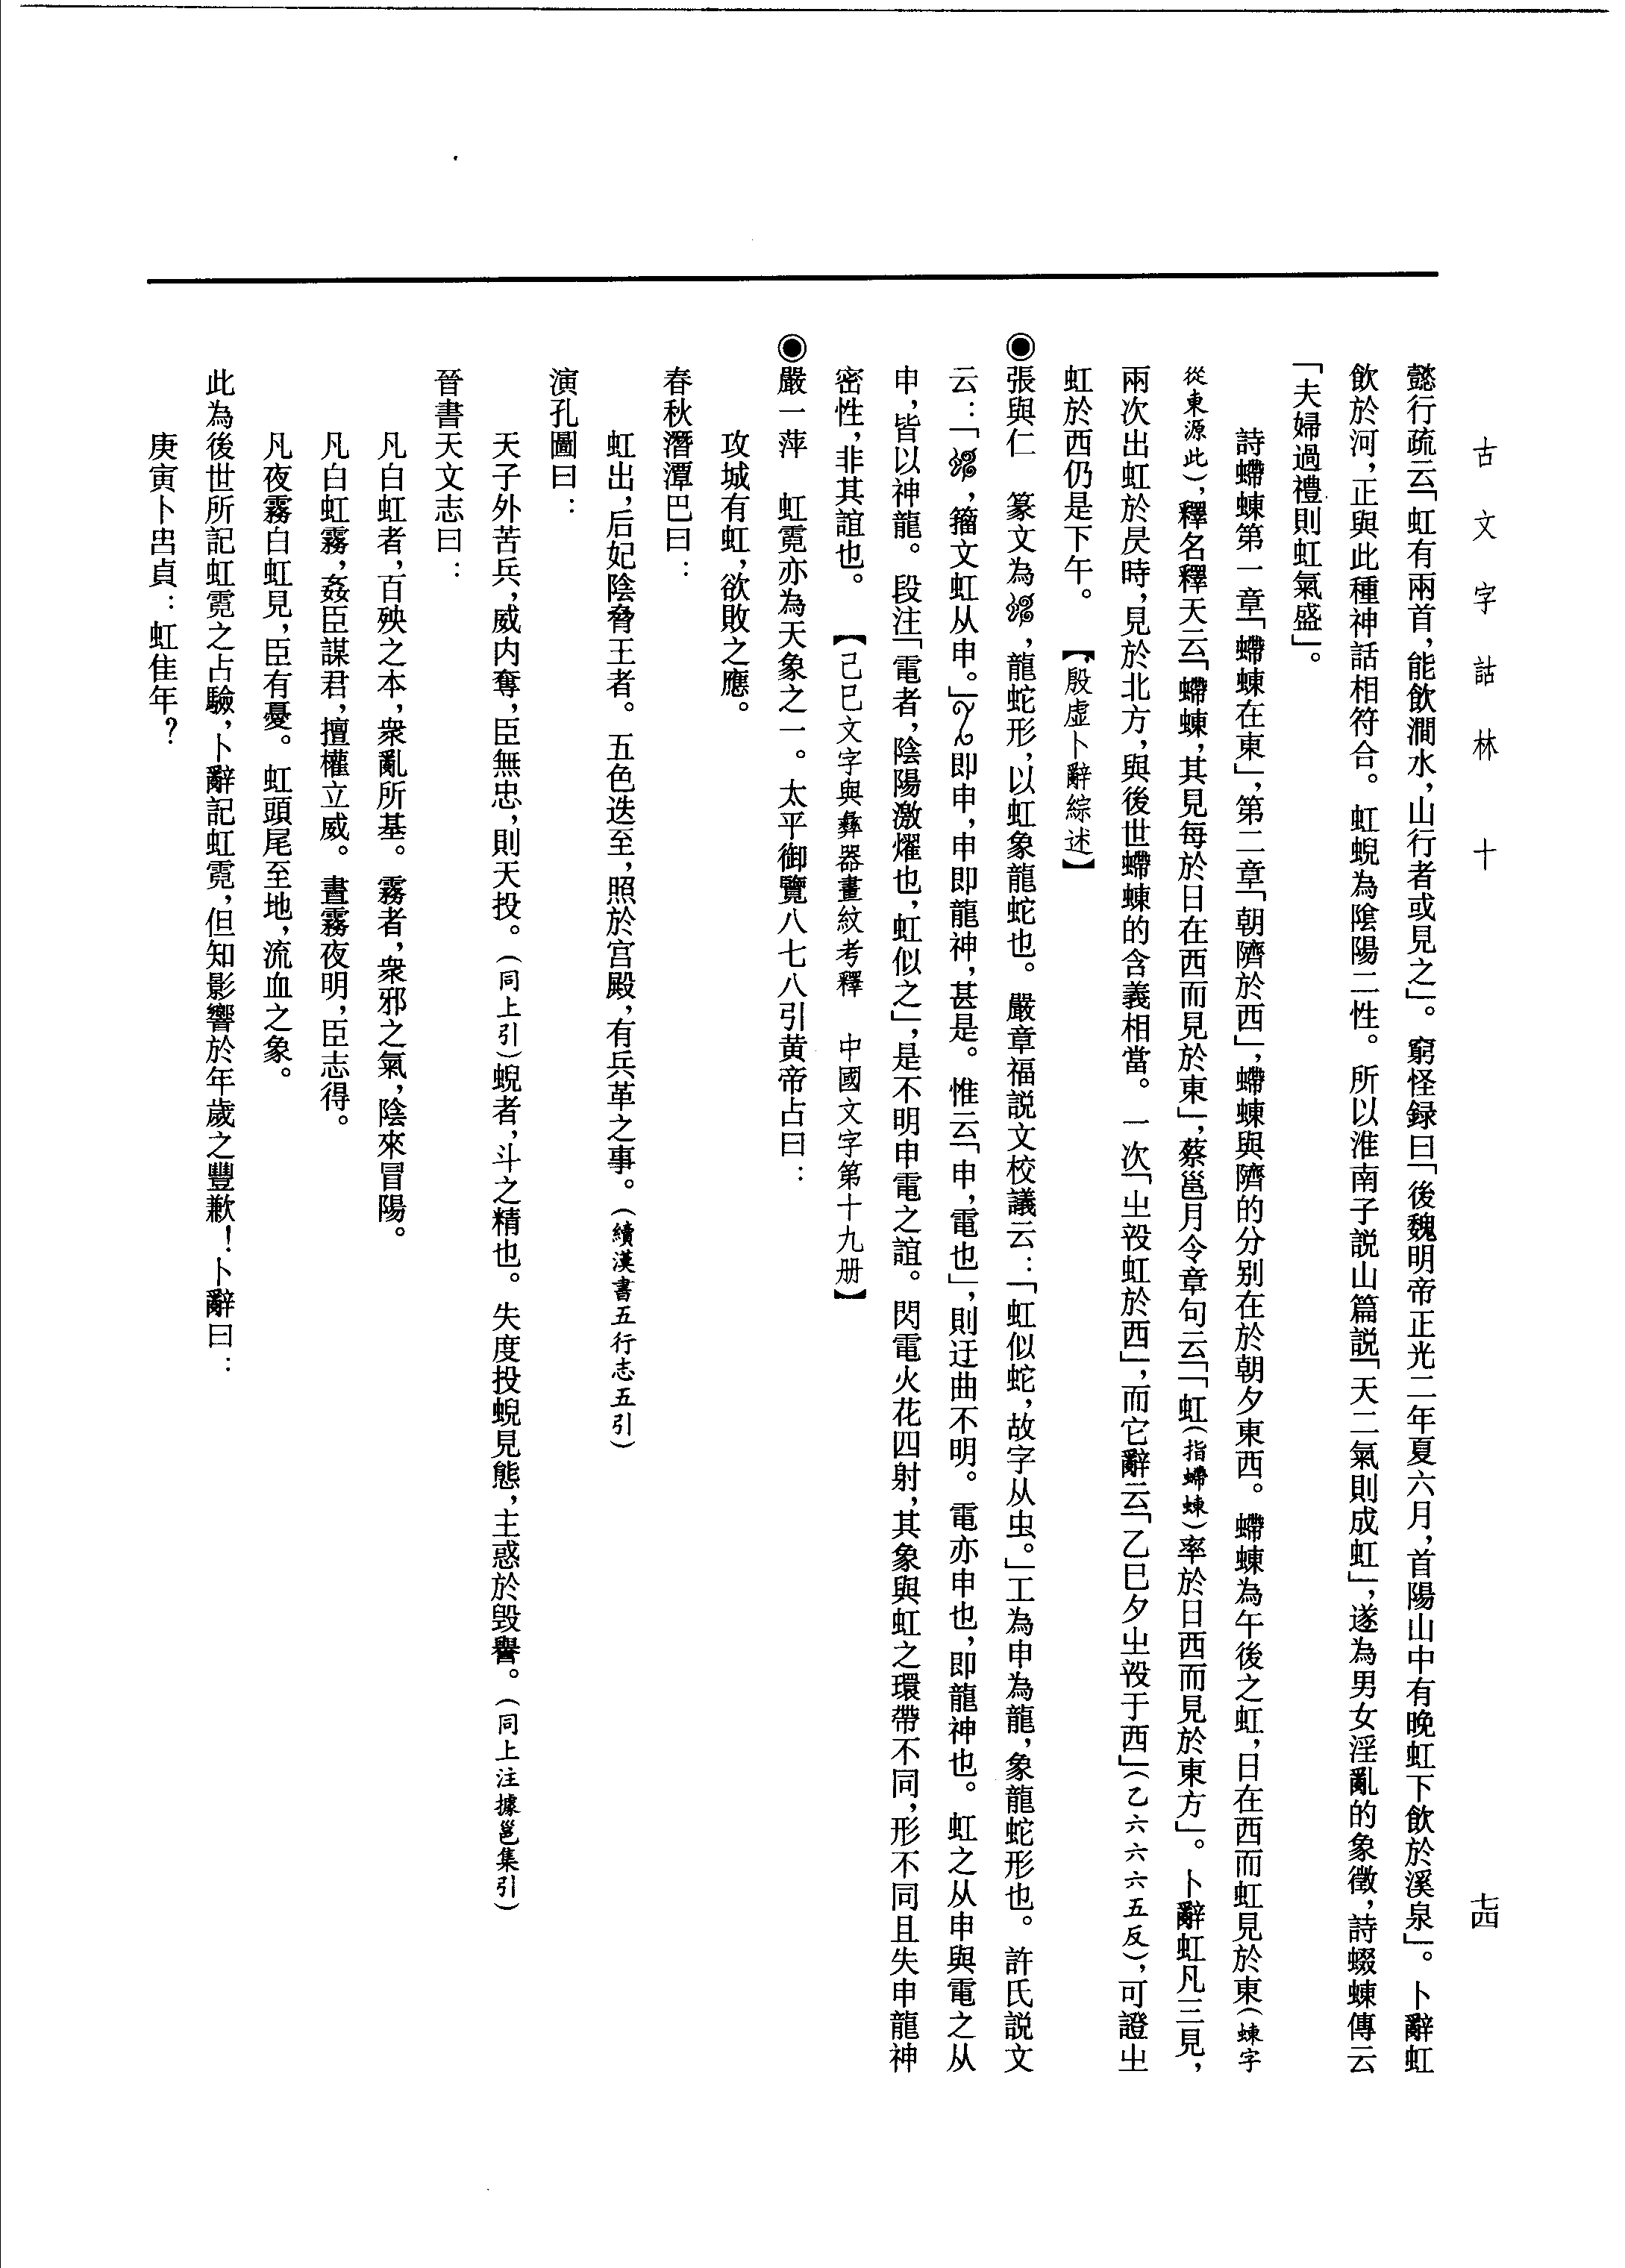 古文字詁林　十
七四
懿行疏云「虹有兩首，能飲澗水，山行者或見之」。窮怪録曰「後魏明帝正光二年夏六月，首陽山中有晚虹下飲於溪泉」。卜辭虹
飲於河，正與此種神話相符合。虹蜺為陰陽二性。所以淮南子説山篇説「天二氣則成虹」，遂為男女淫亂的象徵，詩蝃蝀傳云
「夫婦過禮則虹氣盛」。
詩螮蝀第一章「螮蝀在東」，第二章「朝隮於西」，螮蝀與隮的分别在於朝夕東西。螮蝀為午後之虹，日在西而虹見於東（蝀字
從東源此），釋名釋天云「螮蝀，其見每於日在西而見於東」，蔡邕月令章句云「「虹（指螮蝀）率於日西而見於東方」。卜辭虹凡三見，
兩次出虹於昃時，見於北方，與後世螮蝀的含義相當。一次「㞢祋虹於西」，而它辭云「乙巳夕㞢祋于西」（乙六六六五反），可證㞢
虹於西仍是下午。　【殷虛卜辭綜述】
◉張與仁　篆文為，龍蛇形，以虹象龍蛇也。嚴章福説文校議云：「虹似蛇，故字从虫。」工為申為龍，象龍蛇形也。許氏説文
云：「，籀文虹从申。」即申，申即龍神，甚是。惟云「申，電也」，則迂曲不明。電亦申也，即龍神也。虹之从申與電之从
申，皆以神龍。段注「電者，陰陽激燿也，虹似之」，是不明申電之誼。閃電火花四射，其象與虹之環帶不同，形不同且失申龍神
密性，非其誼也。　【己巳文字與彝器畫紋考釋　中國文字第十九册】
◉嚴一萍　虹霓亦為天象之一。太平御覽八七八引黄帝占曰：
攻城有虹，欲敗之應。
春秋潛潭巴曰：
虹出，后妃陰脅王者。五色迭至，照於宫殿，有兵革之事。（續漢書五行志五引）
演孔圖曰：
天子外苦兵，威内奪，臣無忠，則天投。（同上引）蜺者，斗之精也。失度投蜺見態，主惑於毁譽。（同上注據邕集引）
晉書天文志曰：
凡白虹者，百殃之本，衆亂所基。霧者，衆邪之氣，陰來冒陽。
凡白虹霧，姦臣謀君，擅權立威。晝霧夜明，臣志得。
凡夜霧白虹見，臣有憂。虹頭尾至地，流血之象。
此為後世所記虹霓之占驗，卜辭記虹霓，但知影響於年歲之豐歉！卜辭曰：
庚寅卜𠱠貞：虹隹年？